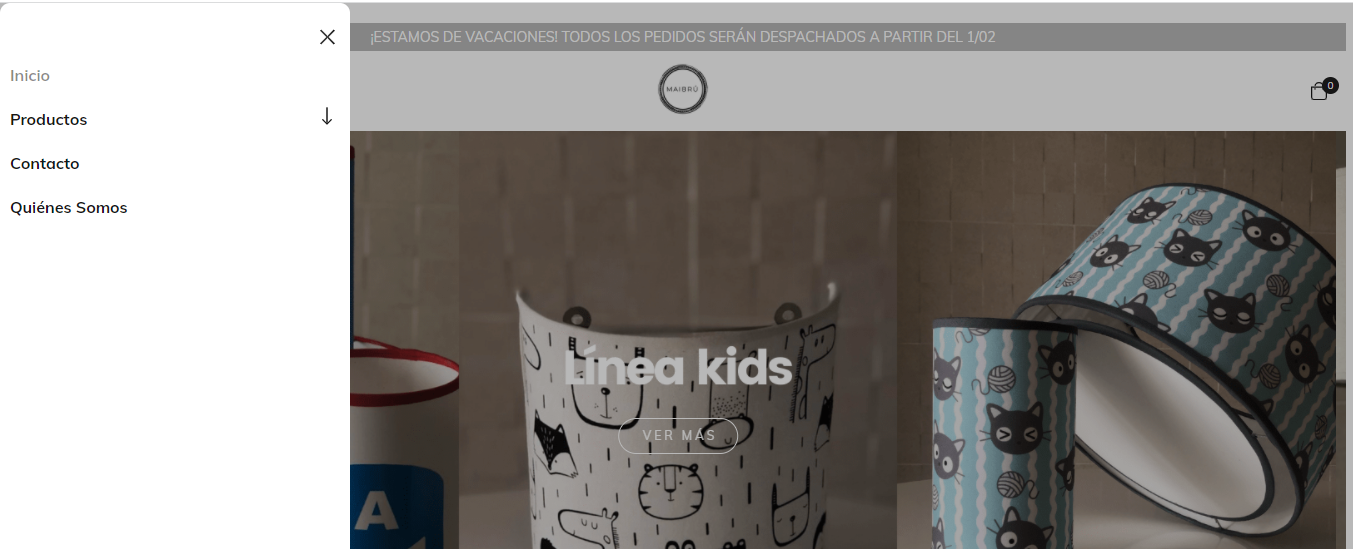 ¡ESTAMOS DE VACACIONES! TODOS LOS PEDIDOS SERÁN DESPACHADOS A PARTIR DEL 1/02
Inicio
Productos
Contacto
Quiénes Somos
MAIBRÚ
0
Línea kids
VER MÁS
A